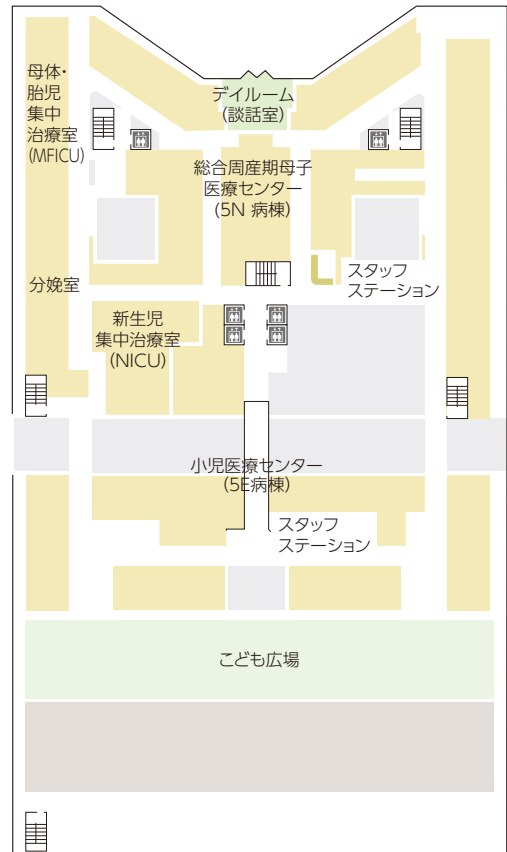 母体・
胎児
集中
治療室
(MFICU)
デイルーム
(談話室)
総合周産期母子
医療センター
(5N 病棟)
スタッフ
ステーション
分娩室
新生児
集中治療室
(NICU)
小児医療センター
(5E病棟)
スタッフ
ステーション
こども広場